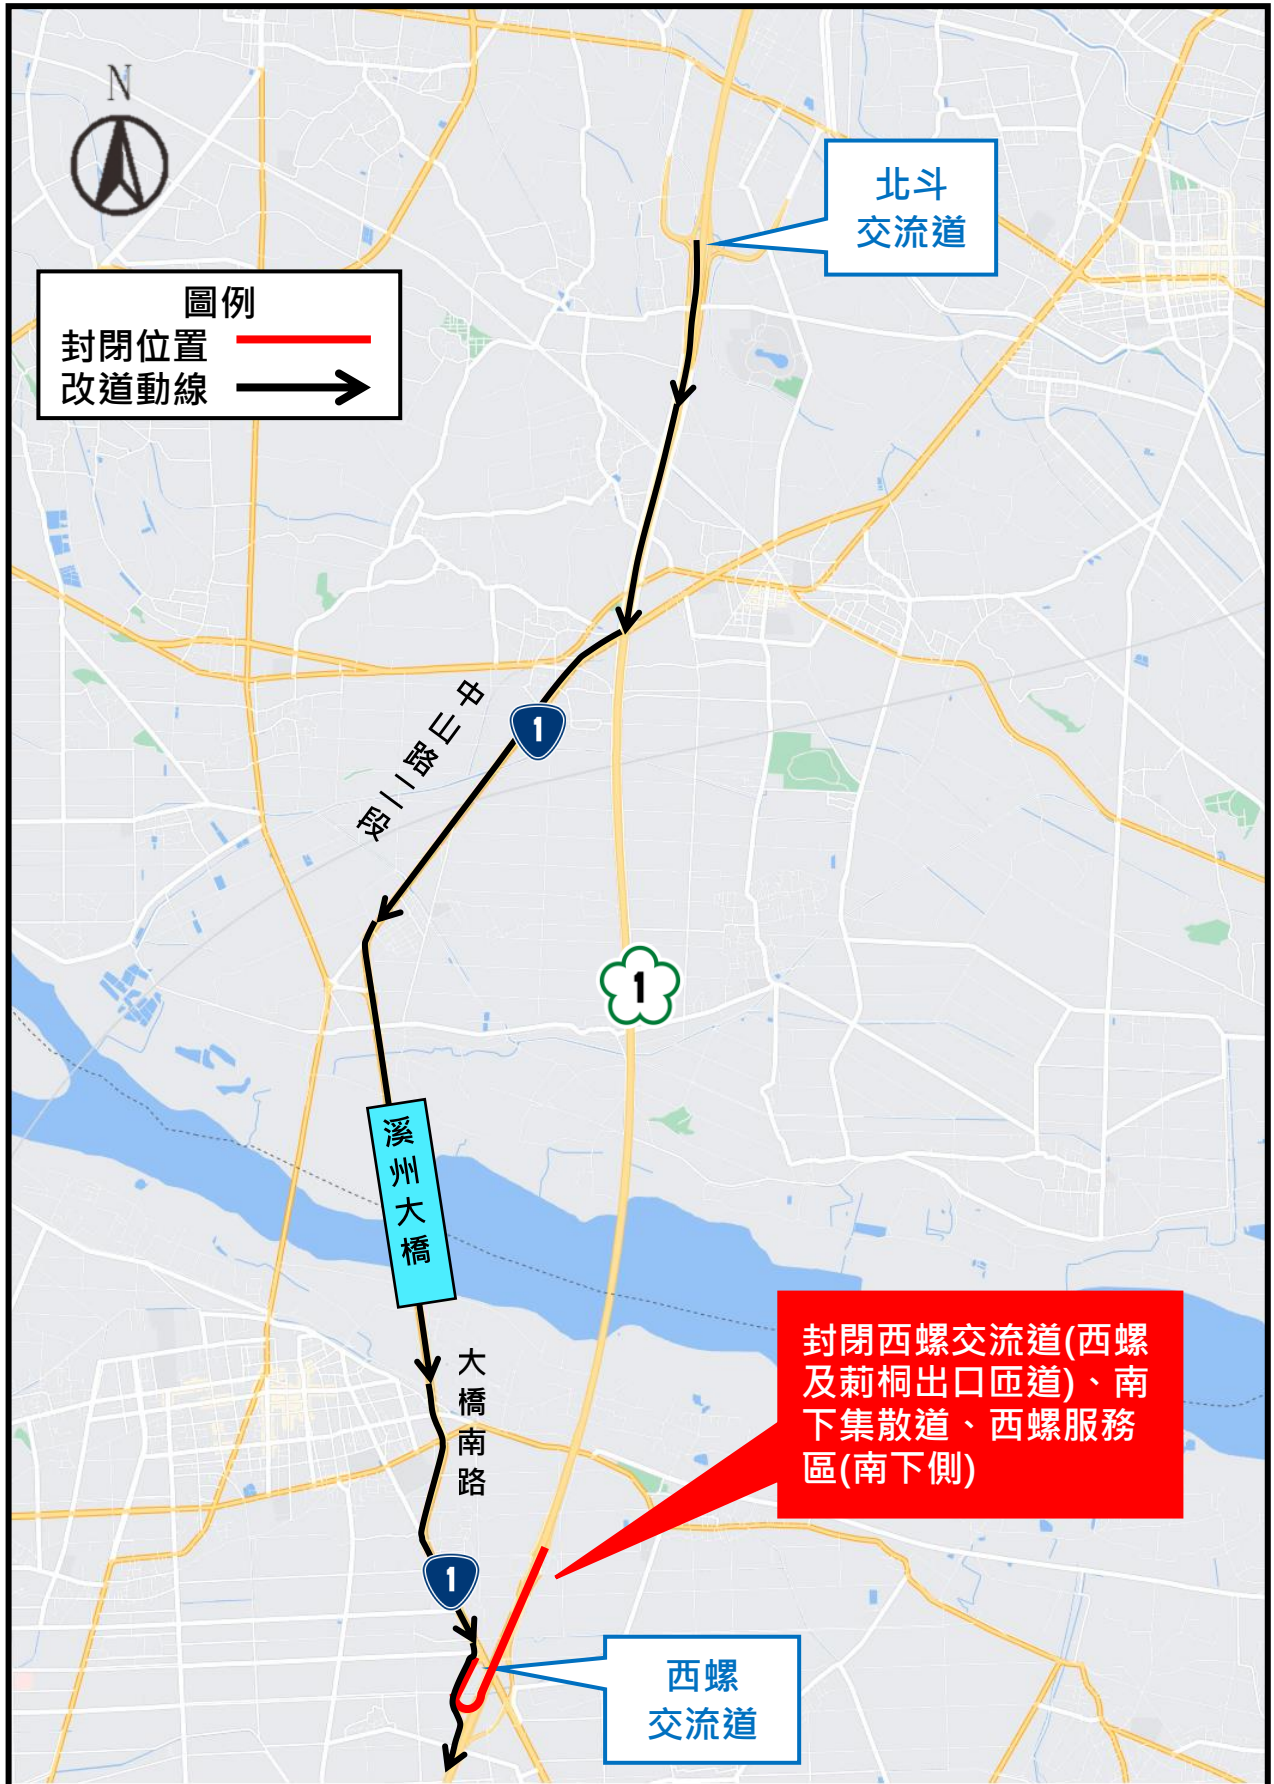 N
北斗
交流道
圖例
封閉位置
改道動線
中山路二段
1
1
溪州大橋
大橋南路
封閉西螺交流道(西螺
及莿桐出口匝道)、南
下集散道、西螺服務
區(南下側)
1
西螺
交流道